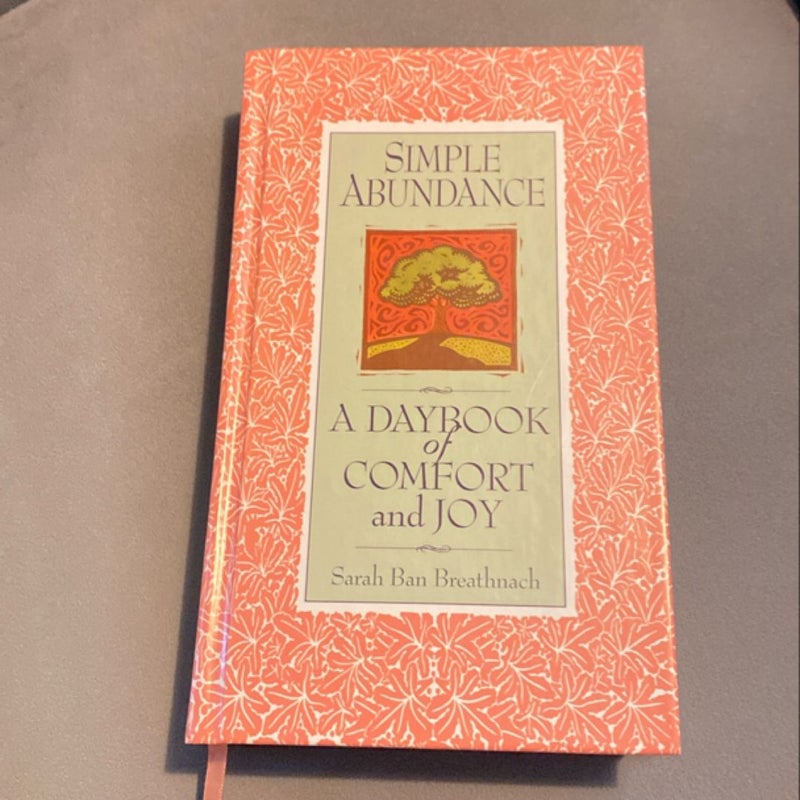 SIMPLE
ABUNDANCE
A DAYBOOK
of
COMFORT
and JOY
Sarah Ban Breathnach